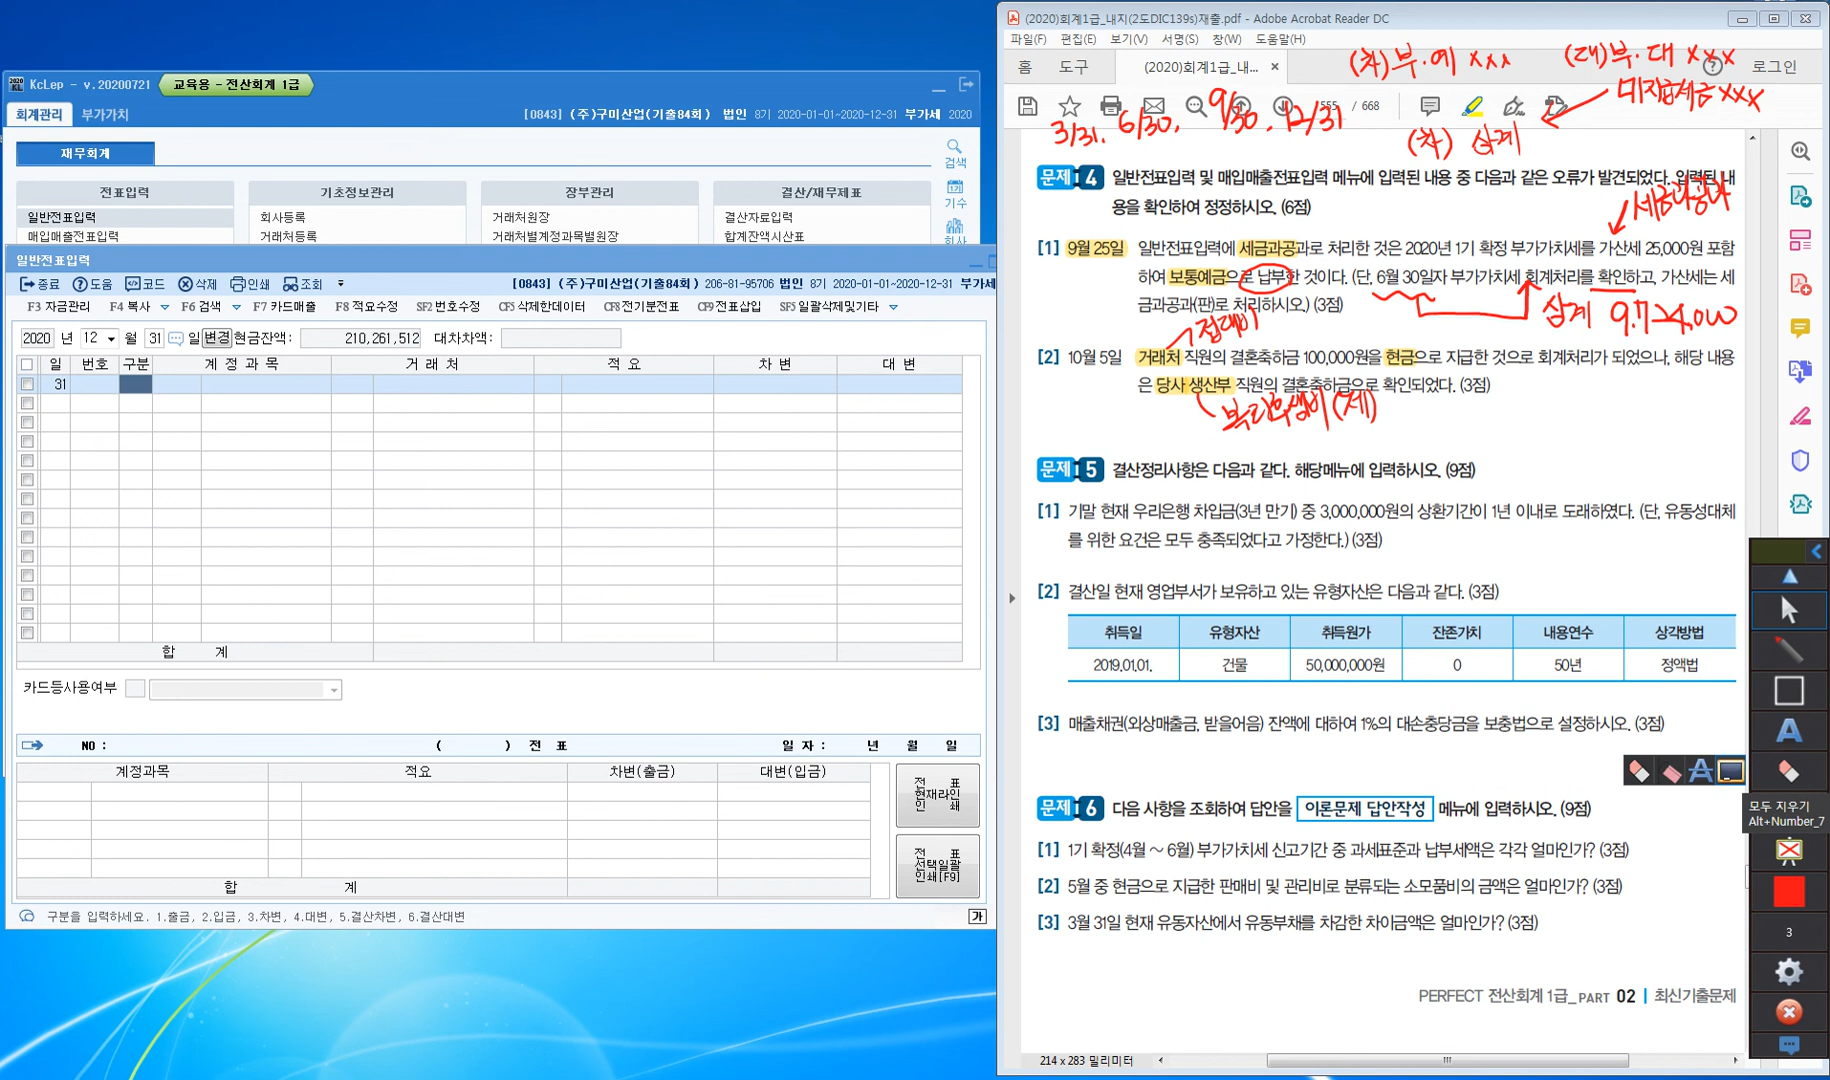 KcLep - v.20200721
교육용 - 전산회계 1급
회계관리
부가가치
[0843] (주)구미산업(기출84회) 법인 8기 2020-01-01~2020-12-31 부가세 2020
재무회계
검색
기수
회사
전표입력
기초정보관리
장부관리
결산/재무제표
일반전표입력
회사등록
거래처원장
결산자료입력
매입매출전표입력
거래처등록
거래처별계정과목별원장
합계잔액시산표
일반전표입력
종료 도움 코드 삭제 인쇄 조회
[0843] (주)구미산업(기출84회) 206-81-95706 법인 8기 2020-01-01~2020-12-31 부가세
F3 자금관리 F4 복사 F6 검색 F7 카드매출 F8 적요수정 SF2 번호수정 CF5 삭제한데이터 CF8 전기분전표 CF9 전표삽입 SF5 일괄삭제및기타
2020 년 12 월 31 일 변경 현금잔액: 210,261,512 대차차액:
일 번호 구분 계 정 과 목 거 래 처 적 요 차 변 대 변
31
합 계
카드등사용여부
NO : ( ) 전 표 일 자 : 년 월 일
계정과목 적요 차변(출금) 대변(입금)
전 표
현재라인
인 쇄
전 표
선택일괄
인쇄[F9]
합 계
구분을 입력하세요. 1.출금, 2.입금, 3.차변, 4.대변, 5.결산차변, 6.결산대변
가
(2020)회계1급_내지(2도DIC139s)재출.pdf - Adobe Acrobat Reader DC
파일(F) 편집(E) 보기(V) 서명(S) 창(W) 도움말(H)
홈 도구 (2020)회계1급_내... × 로그인
(차) 부·예 xxx (대) 부·대 xxx
미지급세금 xxx
555 / 668
3/31. 6/30. 9/30. 12/31
(차) 상계
문제 4 일반전표입력 및 매입매출전표입력 메뉴에 입력된 내용 중 다음과 같은 오류가 발견되었다. 입력된 내
용을 확인하여 정정하시오. (6점)
세금과공과
[1] 9월 25일 일반전표입력에 세금과공과로 처리한 것은 2020년 1기 확정 부가가치세를 가산세 25,000원 포함
하여 보통예금으로 납부한 것이다. (단, 6월 30일자 부가가치세 회계처리를 확인하고, 가산세는 세
금과공과(판)로 처리하시오.) (3점)
상계
접대비
[2] 10월 5일 거래처 직원의 결혼축하금 100,000원을 현금으로 지급한 것으로 회계처리가 되었으나, 해당 내용
은 당사 생산부 직원의 결혼축하금으로 확인되었다. (3점)
복리후생비(제)
문제 5 결산정리사항은 다음과 같다. 해당메뉴에 입력하시오. (9점)
[1] 기말 현재 우리은행 차입금(3년 만기) 중 3,000,000원의 상환기간이 1년 이내로 도래하였다. (단, 유동성대체
를 위한 요건은 모두 충족되었다고 가정한다.) (3점)
[2] 결산일 현재 영업부서가 보유하고 있는 유형자산은 다음과 같다. (3점)
취득일 유형자산 취득원가 잔존가치 내용연수 상각방법
2019.01.01. 건물 50,000,000원 0 50년 정액법
[3] 매출채권(외상매출금, 받을어음) 잔액에 대하여 1%의 대손충당금을 보충법으로 설정하시오. (3점)
문제 6 다음 사항을 조회하여 답안을 이론문제 답안작성 메뉴에 입력하시오. (9점)
[1] 1기 확정(4월 ~ 6월) 부가가치세 신고기간 중 과세표준과 납부세액은 각각 얼마인가? (3점)
[2] 5월 중 현금으로 지급한 판매비 및 관리비로 분류되는 소모품비의 금액은 얼마인가? (3점)
[3] 3월 31일 현재 유동자산에서 유동부채를 차감한 차이금액은 얼마인가? (3점)
PERFECT 전산회계 1급_PART 02 | 최신기출문제
214 x 283 밀리미터
모두 지우기
Alt+Number_7
3